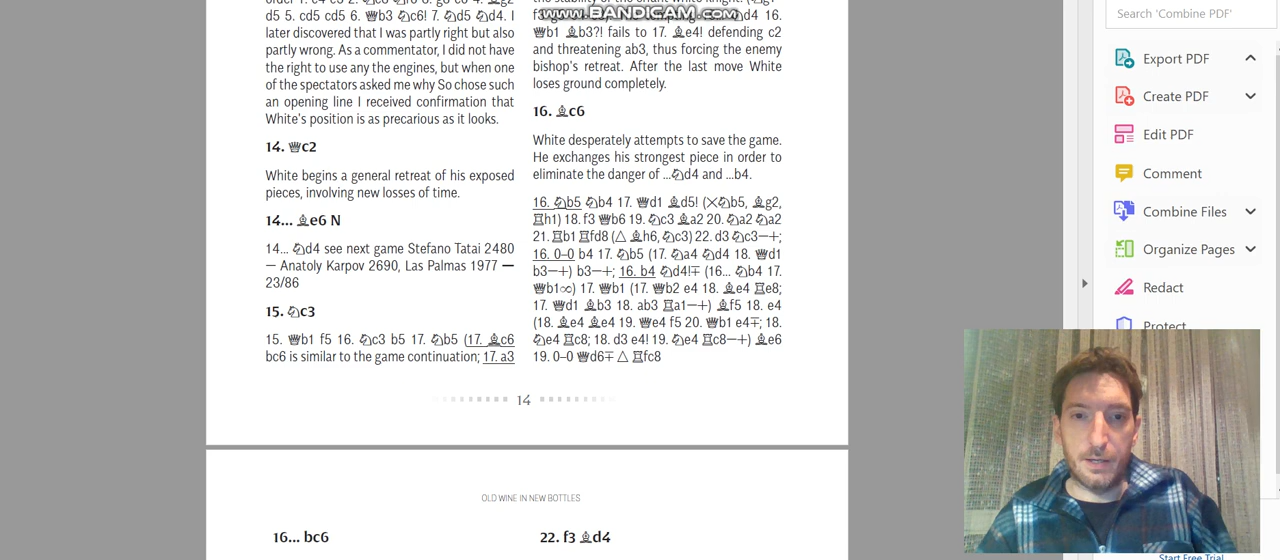 order 1. c4 e5 2. ♘c3 ♘f6 3. g3 c6 4. ♗g2
d5 5. cd5 cd5 6. ♕b3 ♘c6! 7. ♘d5 ♘d4. I
later discovered that I was partly right but also
partly wrong. As a commentator, I did not have
the right to use any the engines, but when one
of the spectators asked me why So chose such
an opening line I received confirmation that
White's position is as precarious as it looks.
14. ♕c2
White begins a general retreat of his exposed
pieces, involving new losses of time.
14... ♗e6 N
14... ♘d4 see next game Stefano Tatai 2480
— Anatoly Karpov 2690, Las Palmas 1977 —
23/86
15. ♘c3
15. ♕b1 f5 16. ♘c3 b5 17. ♘b5 (17. ♗c6
bc6 is similar to the game continuation; 17. a3
♘d4 16.
♕b1 ♗b3?! fails to 17. ♗e4! defending c2
and threatening ab3, thus forcing the enemy
bishop's retreat. After the last move White
loses ground completely.
16. ♗c6
White desperately attempts to save the game.
He exchanges his strongest piece in order to
eliminate the danger of ...♘d4 and ...b4.
16. ♘b5 ♘b4 17. ♕d1 ♗d5! (×♘b5, ♗g2,
♖h1) 18. f3 ♕b6 19. ♘c3 ♗a2 20. ♘a2 ♘a2
21. ♖b1 ♖fd8 (△ ♗h6, ♘c3) 22. d3 ♘c3–+;
16. 0–0 b4 17. ♘b5 (17. ♘a4 ♘d4 18. ♕d1
b3–+) b3–+; 16. b4 ♘d4!∓ (16... ♘b4 17.
♕b1∞) 17. ♕b1 (17. ♕b2 e4 18. ♗e4 ♖e8;
17. ♕d1 ♗b3 18. ab3 ♖a1–+) ♗f5 18. e4
(18. ♗e4 ♗e4 19. ♕e4 f5 20. ♕b1 e4∓; 18.
♘e4 ♖c8; 18. d3 e4! 19. ♘e4 ♖c8–+) ♗e6
19. 0–0 ♕d6∓ △ ♖fc8
14
OLD WINE IN NEW BOTTLES
16... bc6
22. f3 ♗d4
WWW.BANDICAM.COM
Search 'Combine PDF'
Export PDF
Create PDF
Edit PDF
Comment
Combine Files
Organize Pages
Redact
Protect
Start Free Trial